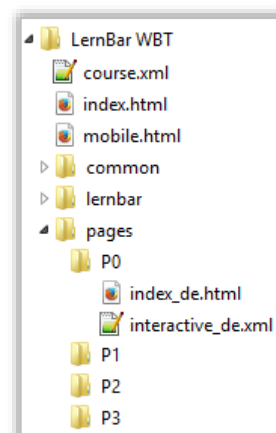 LernBar WBT
course.xml
index.html
mobile.html
common
lernbar
pages
P0
index_de.html
interactive_de.xml
P1
P2
P3